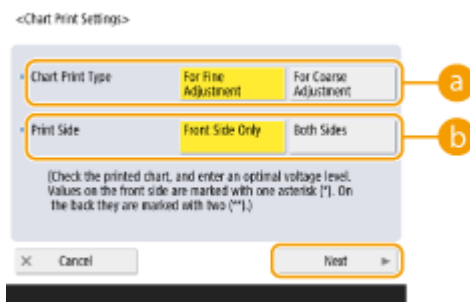 <Chart Print Settings>
Chart Print Type
For Fine
Adjustment
For Coarse
Adjustment
a
Print Side
Front Side Only
Both Sides
b
(Check the printed chart, and enter an optimal voltage level.
Values on the front side are marked with one asterisk (*). On
the back they are marked with two (**).)
× Cancel
Next